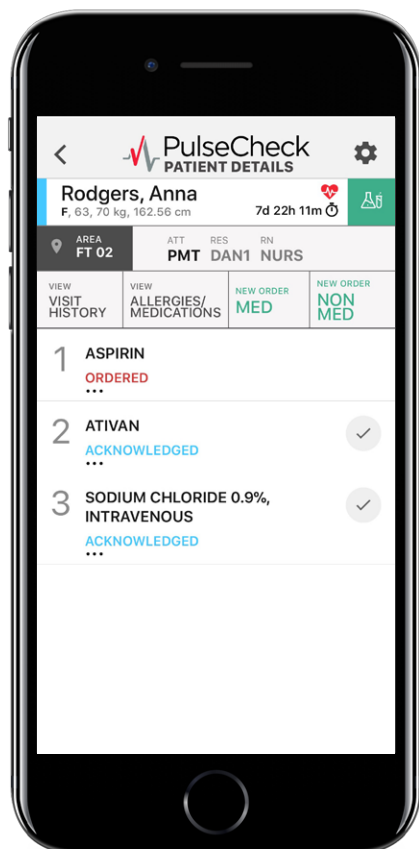 PulseCheck
PATIENT DETAILS
Rodgers, Anna
F, 63, 70 kg, 162.56 cm
7d 22h 11m
AREA
FT 02
ATT RES RN
PMT DAN1 NURS
VIEW
VISIT
HISTORY
VIEW
ALLERGIES/
MEDICATIONS
NEW ORDER
MED
NEW ORDER
NON
MED
1 ASPIRIN
ORDERED
•••
2 ATIVAN
ACKNOWLEDGED
•••
3 SODIUM CHLORIDE 0.9%,
INTRAVENOUS
ACKNOWLEDGED
•••